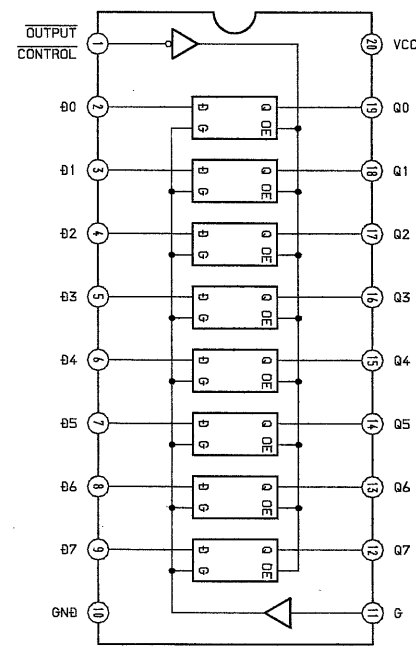 OUTPUT
CONTROL
1
20
VCC
D0
2
D
Q
G
OE
19
Q0
D1
3
D
Q
G
OE
18
Q1
D2
4
D
Q
G
OE
17
Q2
D3
5
D
Q
G
OE
16
Q3
D4
6
D
Q
G
OE
15
Q4
D5
7
D
Q
G
OE
14
Q5
D6
8
D
Q
G
OE
13
Q6
D7
9
D
Q
G
OE
12
Q7
GND
10
11
G